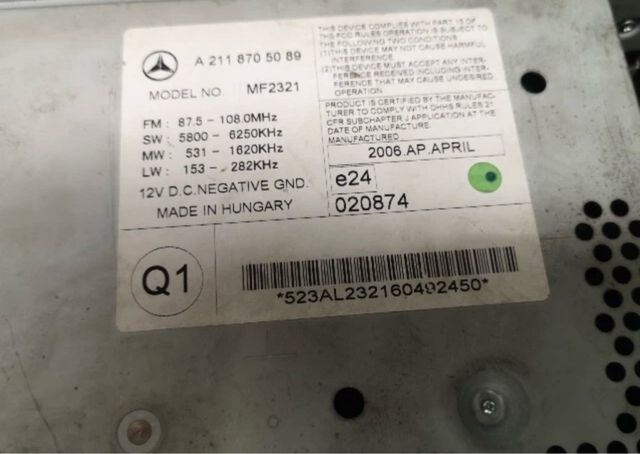 A 211 870 50 89
MODEL NO. MF2321
FM : 87.5 - 108.0MHz
SW : 5800 - 6250KHz
MW : 531 - 1620KHz
LW : 153 - 282KHz
12V D.C. NEGATIVE GND.
MADE IN HUNGARY
THIS DEVICE COMPLIES WITH PART 15 OF
THE FCC RULES OPERATION IS SUBJECT TO
THE FOLLOWING TWO CONDITIONS
(1)THIS DEVICE MAY NOT CAUSE HARMFUL
INTERFERENCE
(2)THIS DEVICE MUST ACCEPT ANY INTER-
FERENCE RECEIVED INCLUDING INTER-
FERENCE THAT MAY CAUSE UNDESIRED
OPERATION
PRODUCT IS CERTIFIED BY THE MANUFAC-
TURER TO COMPLY WITH DHHS RULES 21
CFR SUBCHAPTER J APPLICATION AT THE
DATE OF MANUFACTURE.
MANUFACTURED
2006.AP.APRIL
e24
020874
Q1
*523AL232160492450*